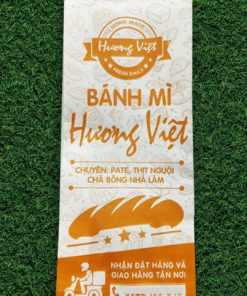 HOME MADE
Hương Việt
FRESH DAILY
BÁNH MÌ
Hương Việt
CHUYÊN: PATE, THỊT NGUỘI
CHẢ BÔNG NHÀ LÀM
NHẬN ĐẶT HÀNG VÀ
GIAO HÀNG TẬN NƠI